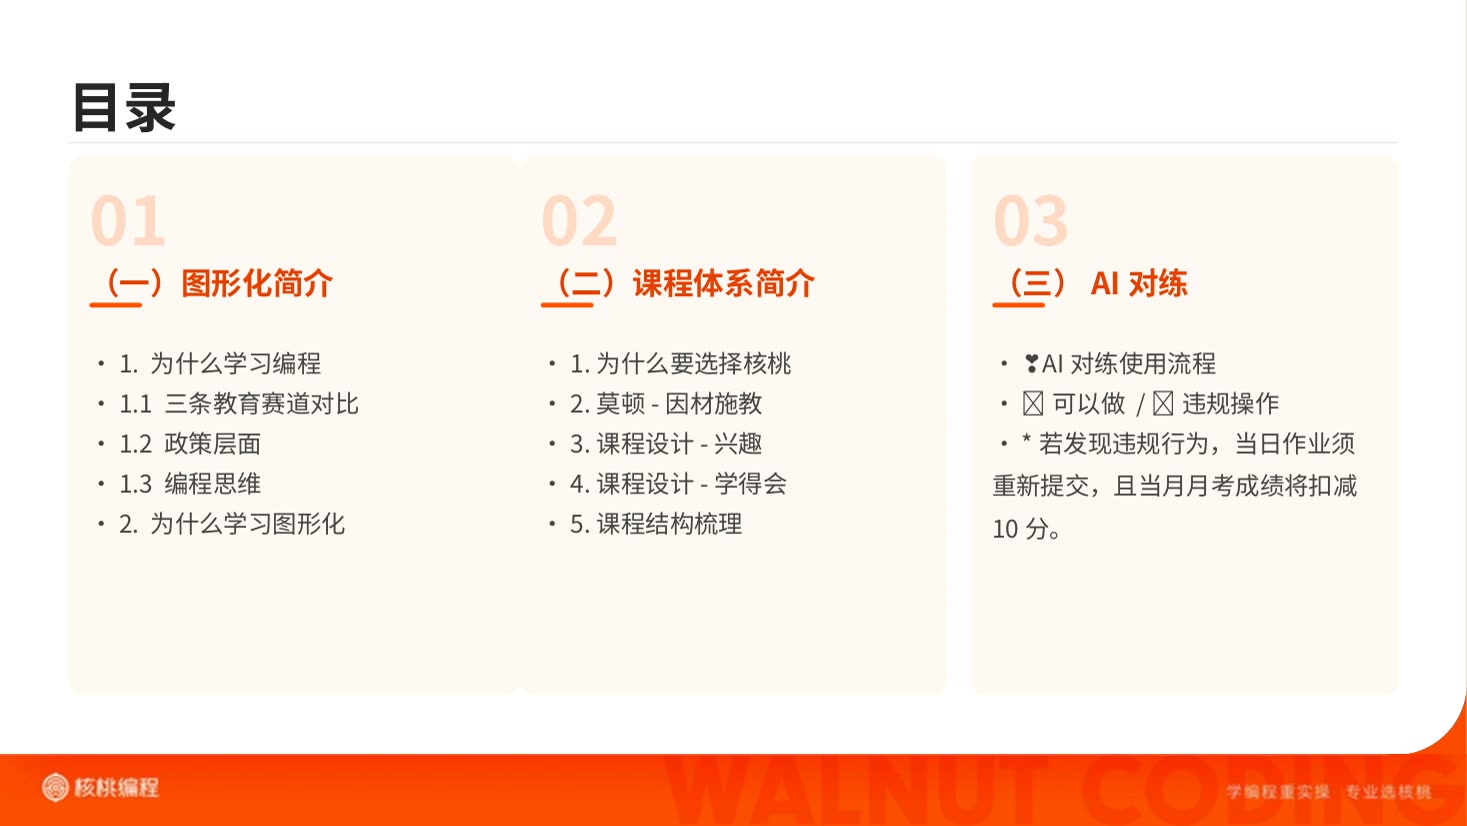 目录
01
（一）图形化简介
• 1. 为什么学习编程
• 1.1 三条教育赛道对比
• 1.2 政策层面
• 1.3 编程思维
• 2. 为什么学习图形化
02
（二）课程体系简介
• 1. 为什么要选择核桃
• 2. 莫顿 - 因材施教
• 3. 课程设计 - 兴趣
• 4. 课程设计 - 学得会
• 5. 课程结构梳理
03
（三） AI 对练
• ❣AI 对练使用流程
• 可以做 / 违规操作
• * 若发现违规行为，当日作业须
重新提交，且当月月考成绩将扣减
10 分。
核桃编程
WALNUT CODING
学编程重实操 专业选核桃